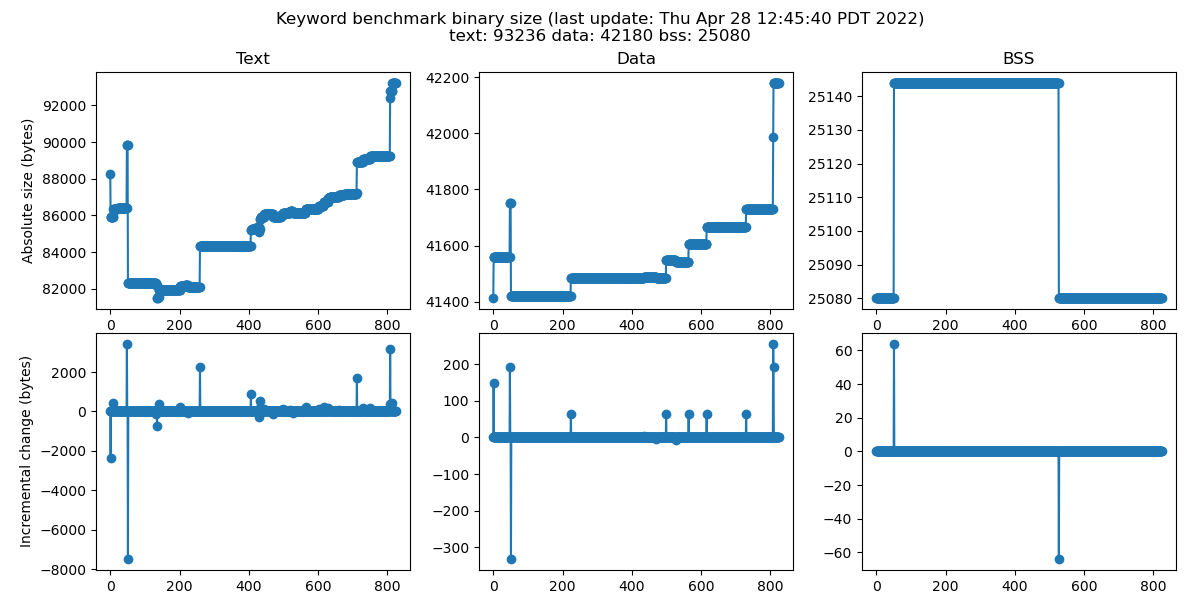 Keyword benchmark binary size (last update: Thu Apr 28 12:45:40 PDT 2022)
text: 93236 data: 42180 bss: 25080
Text
Data
BSS
Absolute size (bytes)
92000
90000
88000
86000
84000
82000
0 200 400 600 800
42200
42000
41800
41600
41400
0 200 400 600 800
25140
25130
25120
25110
25100
25090
25080
0 200 400 600 800
Incremental change (bytes)
2000
0
−2000
−4000
−6000
−8000
0 200 400 600 800
200
100
0
−100
−200
−300
0 200 400 600 800
60
40
20
0
−20
−40
−60
0 200 400 600 800